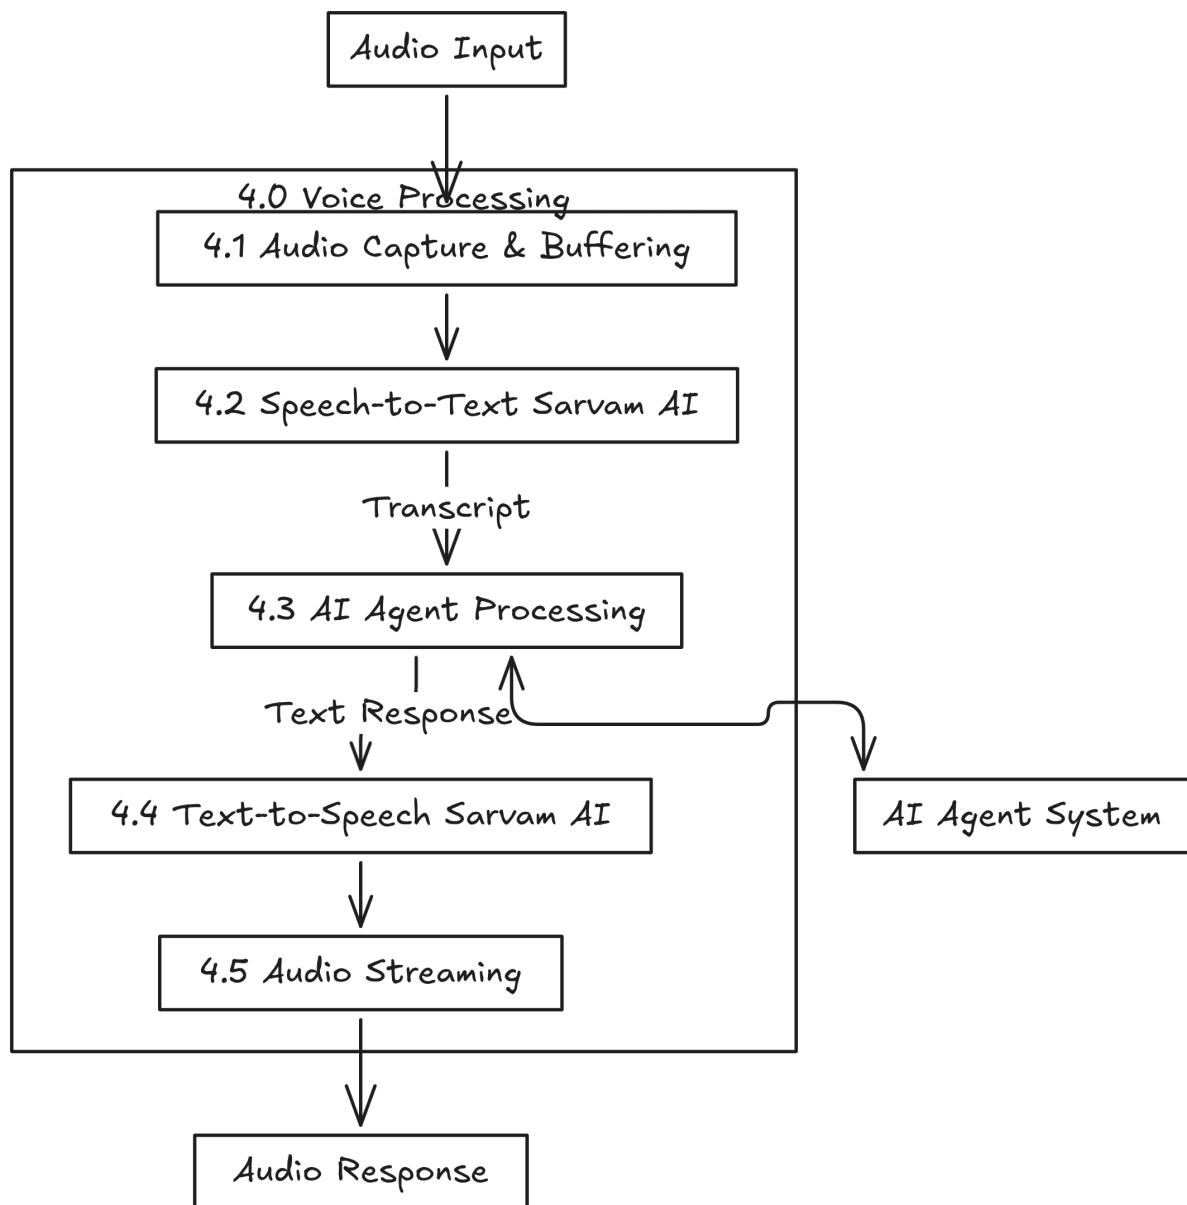 Audio Input
4.0 Voice Processing
4.1 Audio Capture & Buffering
4.2 Speech-to-Text Sarvam AI
Transcript
4.3 AI Agent Processing
Text Response
4.4 Text-to-Speech Sarvam AI
AI Agent System
4.5 Audio Streaming
Audio Response